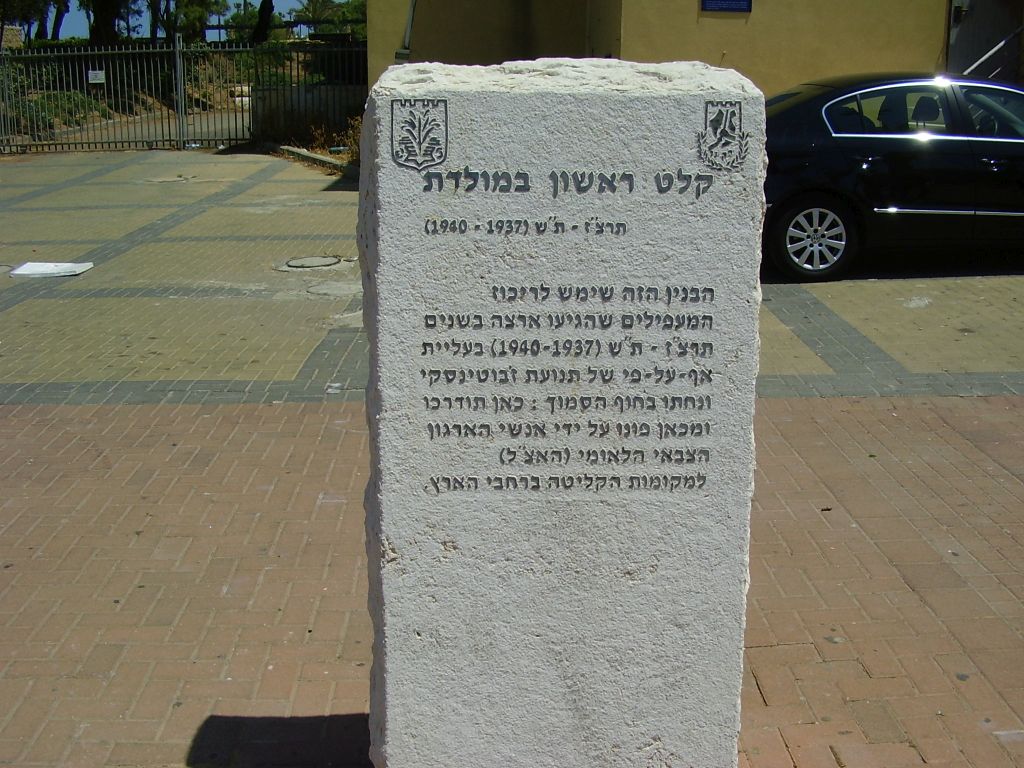 קלט ראשון במולדת
תרצ"ז - ת"ש (1937 - 1940)
הבנין הזה שימש לריכוז
המעפילים שהגיעו ארצה בשנים
תרצ"ז - ת"ש (1937-1940) בעליית
אף-על-פי של תנועת ז'בוטינסקי
ונחתו בחוף הסמוך : כאן תודרכו
ומכאן פונו על ידי אנשי הארגון
הצבאי הלאומי (האצ"ל)
למקומות הקליטה ברחבי הארץ.